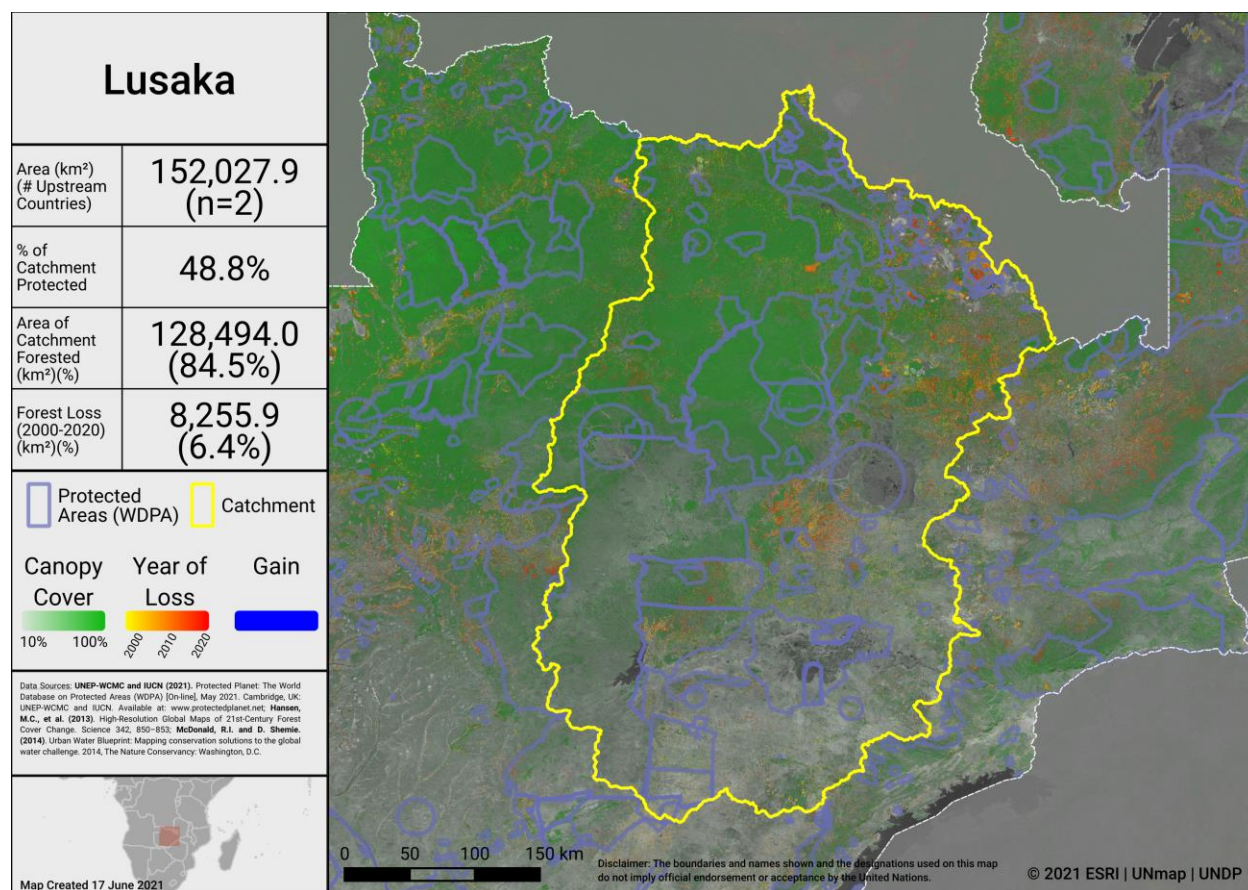 Lusaka
Area (km²)
(# Upstream
Countries)
152,027.9
(n=2)
% of
Catchment
Protected
48.8%
Area of
Catchment
Forested
(km²)(%)
128,494.0
(84.5%)
Forest Loss
(2000-2020)
(km²)(%)
8,255.9
(6.4%)
Protected
Areas (WDPA)
Catchment
Canopy
Cover
10% 100%
Year of
Loss
2000 2010 2020
Gain
Data Sources: UNEP-WCMC and IUCN (2021). Protected Planet: The World
Database on Protected Areas (WDPA) [On-line], May 2021. Cambridge, UK:
UNEP-WCMC and IUCN. Available at: www.protectedplanet.net; Hansen,
M.C., et al. (2013). High-Resolution Global Maps of 21st-Century Forest
Cover Change. Science 342, 850–853; McDonald, R.I. and D. Shemie.
(2014). Urban Water Blueprint: Mapping conservation solutions to the global
water challenge. 2014, The Nature Conservancy: Washington, D.C.
Map Created 17 June 2021
0 50 100 150 km
Disclaimer: The boundaries and names shown and the designations used on this map
do not imply official endorsement or acceptance by the United Nations.
© 2021 ESRI | UNmap | UNDP